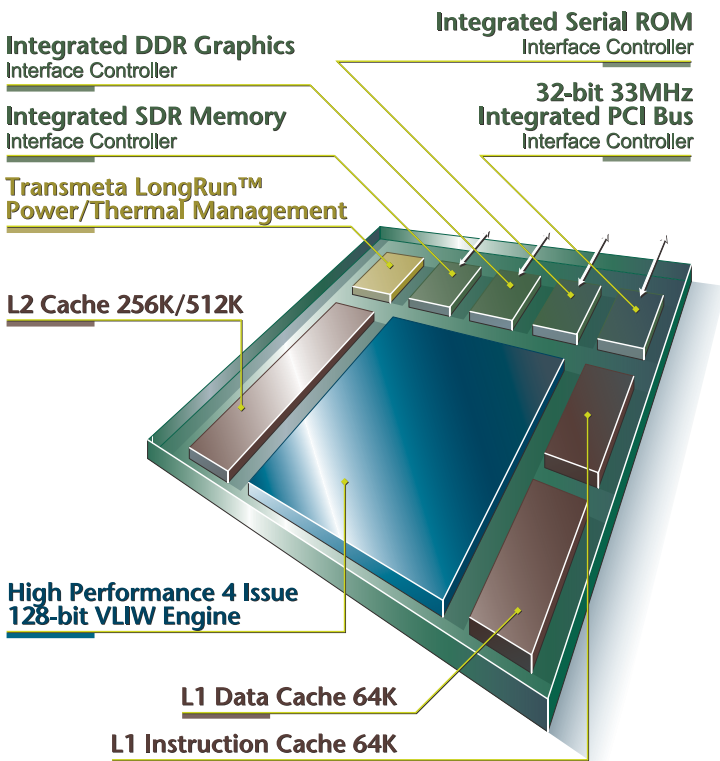 Integrated DDR Graphics
Interface Controller
Integrated SDR Memory
Interface Controller
Transmeta LongRun™
Power/Thermal Management
L2 Cache 256K/512K
Integrated Serial ROM
Interface Controller
32-bit 33MHz
Integrated PCI Bus
Interface Controller
High Performance 4 Issue
128-bit VLIW Engine
L1 Data Cache 64K
L1 Instruction Cache 64K